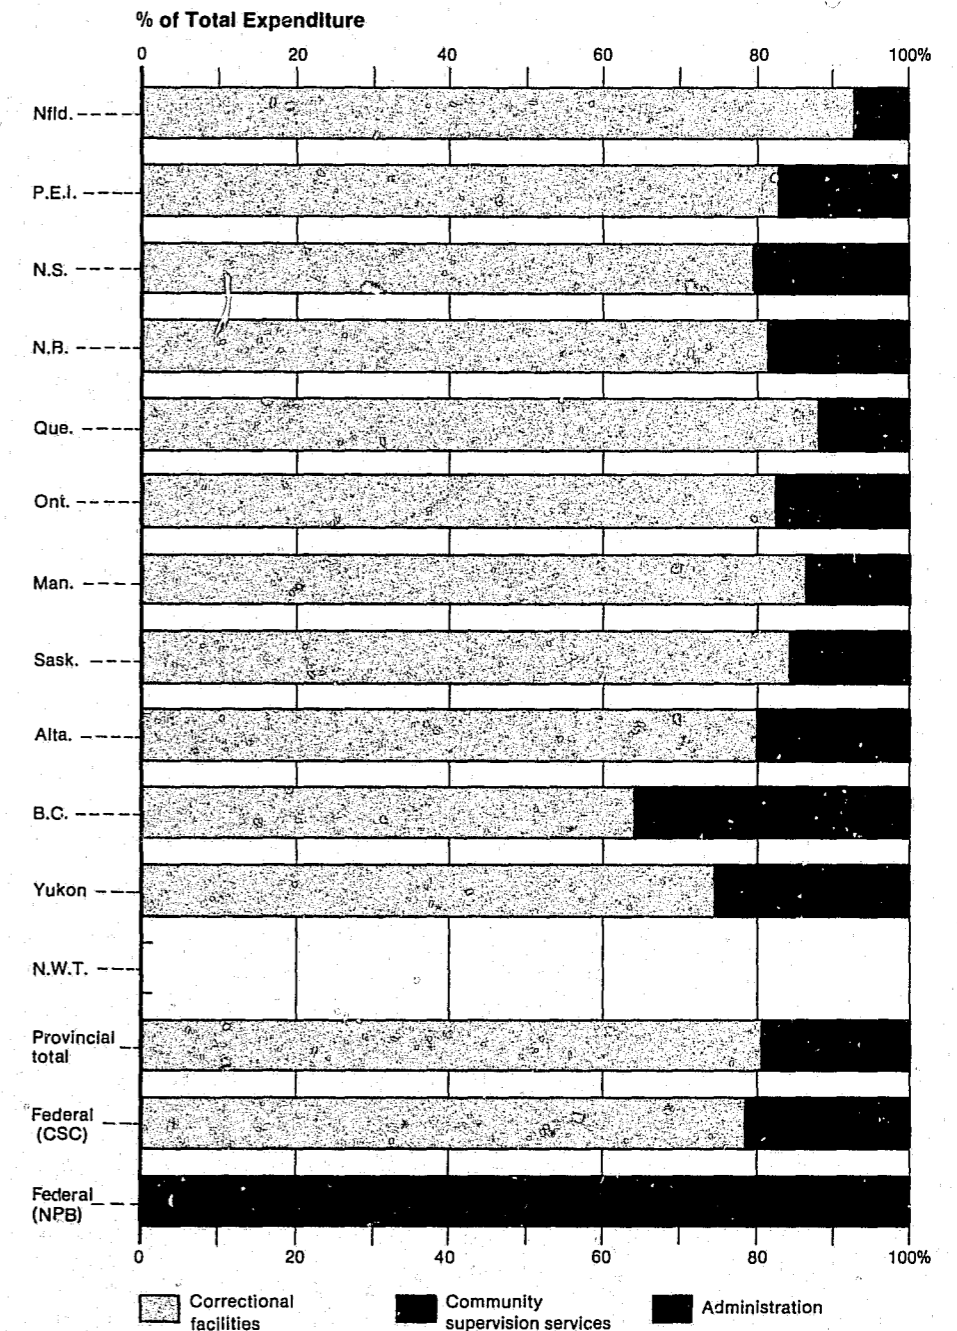 % of Total Expenditure
0 20 40 60 80 100%
Nfld.
P.E.I.
N.S.
N.B.
Que.
Ont.
Man.
Sask.
Alta.
B.C.
Yukon
N.W.T.
Provincial
total
Federal
(CSC)
Federal
(NPB)
0 20 40 60 80 100%
Correctional
facilities
Community
supervision services
Administration